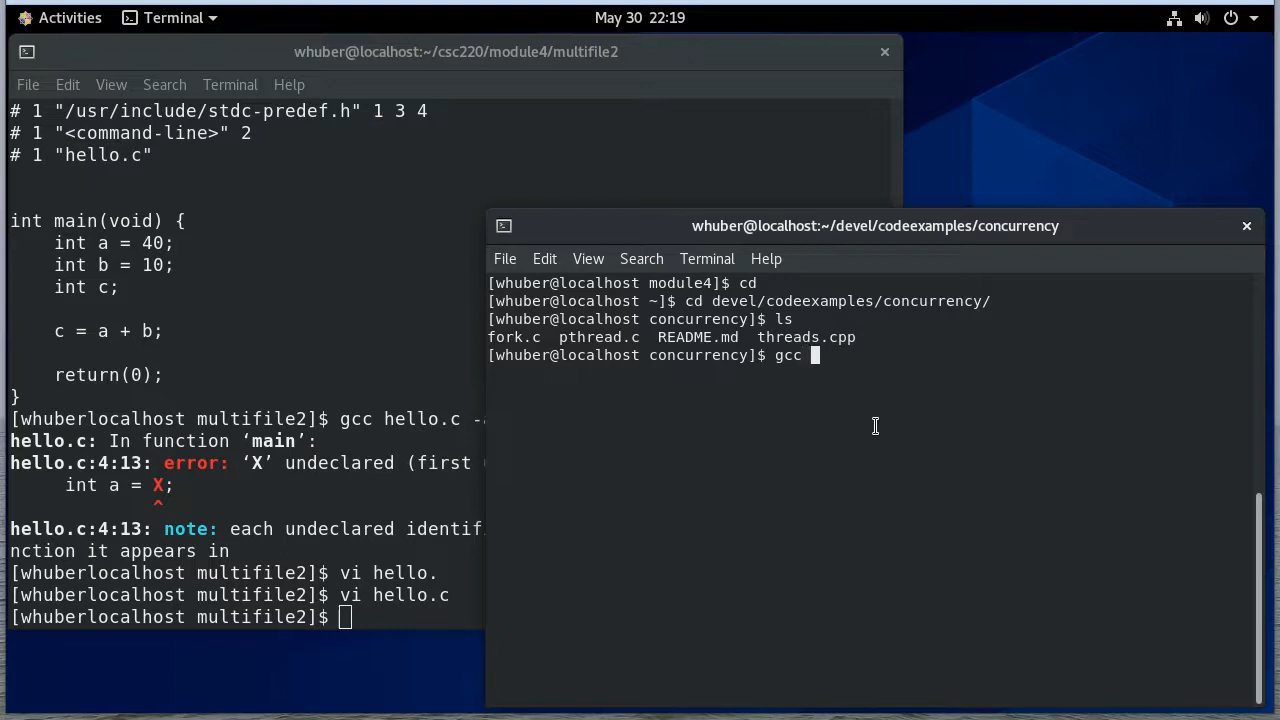 Activities
Terminal
May 30 22:19
whuber@localhost:~/csc220/module4/multifile2
File Edit View Search Terminal Help
# 1 "/usr/include/stdc-predef.h" 1 3 4
# 1 "<command-line>" 2
# 1 "hello.c"
int main(void) {
    int a = 40;
    int b = 10;
    int c;
    c = a + b;
    return(0);
}
[whuberlocalhost multifile2]$ gcc hello.c -
hello.c: In function ‘main’:
hello.c:4:13: error: ‘X’ undeclared (first
     int a = X;
             ^
hello.c:4:13: note: each undeclared identif
nction it appears in
[whuberlocalhost multifile2]$ vi hello.
[whuberlocalhost multifile2]$ vi hello.c
[whuberlocalhost multifile2]$
whuber@localhost:~/devel/codeexamples/concurrency
File Edit View Search Terminal Help
[whuber@localhost module4]$ cd
[whuber@localhost ~]$ cd devel/codeexamples/concurrency/
[whuber@localhost concurrency]$ ls
fork.c  pthread.c  README.md  threads.cpp
[whuber@localhost concurrency]$ gcc